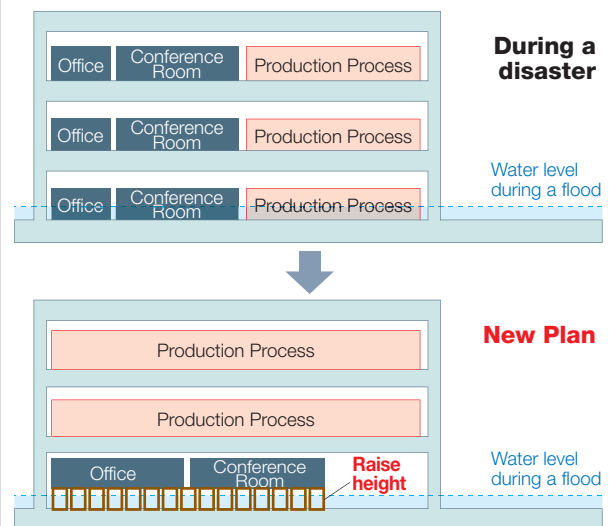 During a
disaster
Office
Conference
Room
Production Process
Office
Conference
Room
Production Process
Water level
during a flood
Office
Conference
Room
Production Process
New Plan
Production Process
Production Process
Water level
during a flood
Office
Conference
Room
Raise
height